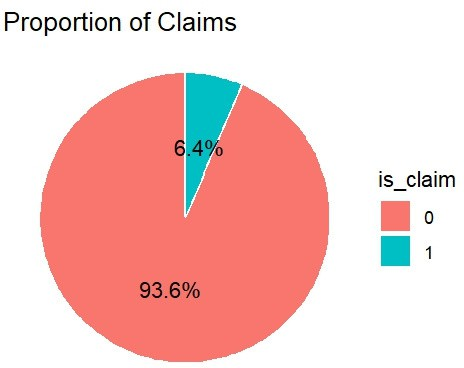 Proportion of Claims
6.4%
93.6%
is_claim
0
1